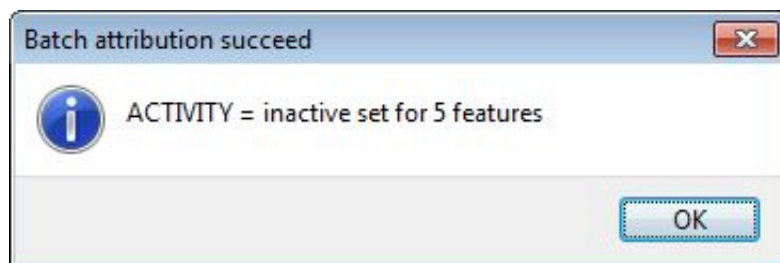 Batch attribution succeed
ACTIVITY = inactive set for 5 features
OK